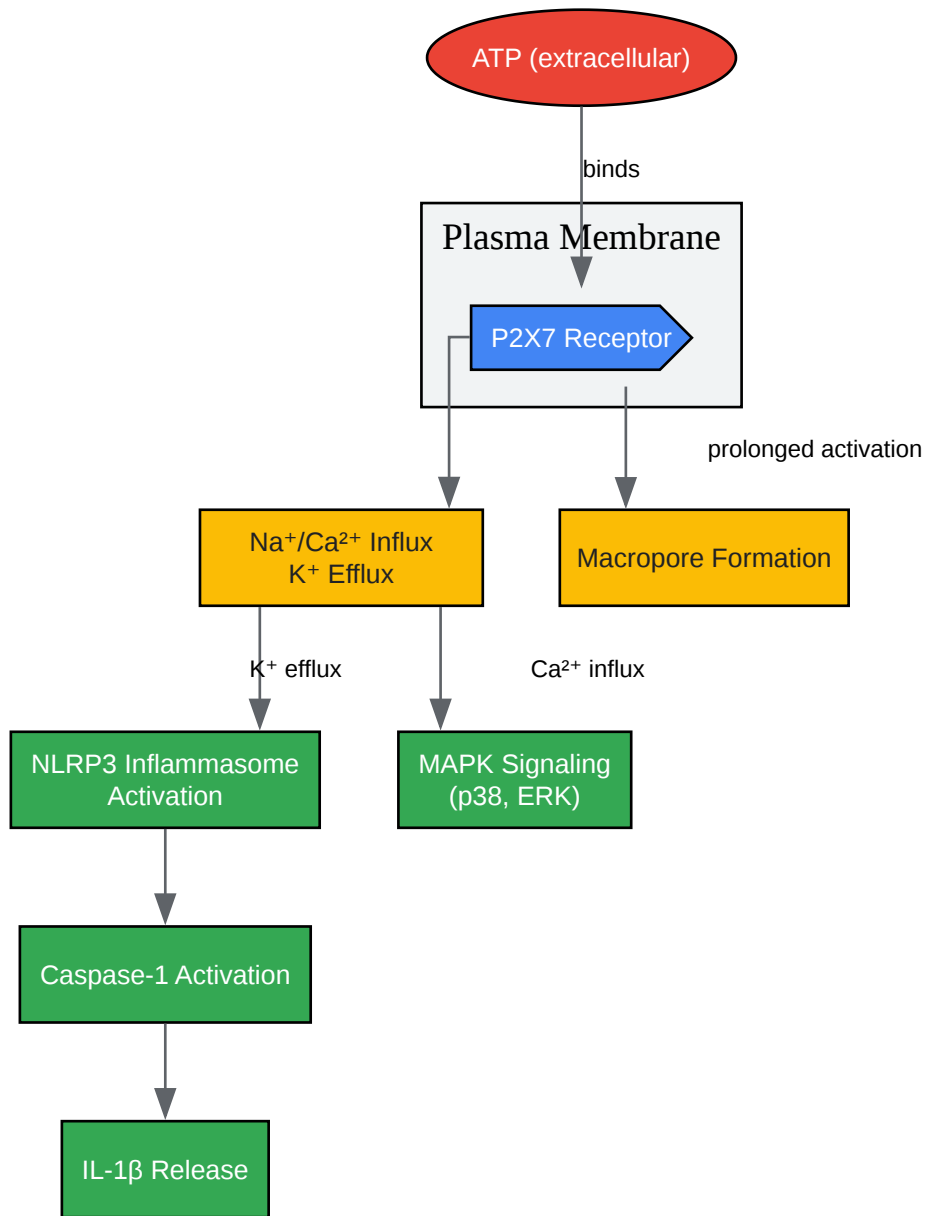 ATP (extracellular)
binds
Plasma Membrane
P2X7 Receptor
prolonged activation
Na⁺/Ca²⁺ Influx
K⁺ Efflux
Macropore Formation
K⁺ efflux
Ca²⁺ influx
NLRP3 Inflammasome
Activation
MAPK Signaling
(p38, ERK)
Caspase-1 Activation
IL-1β Release